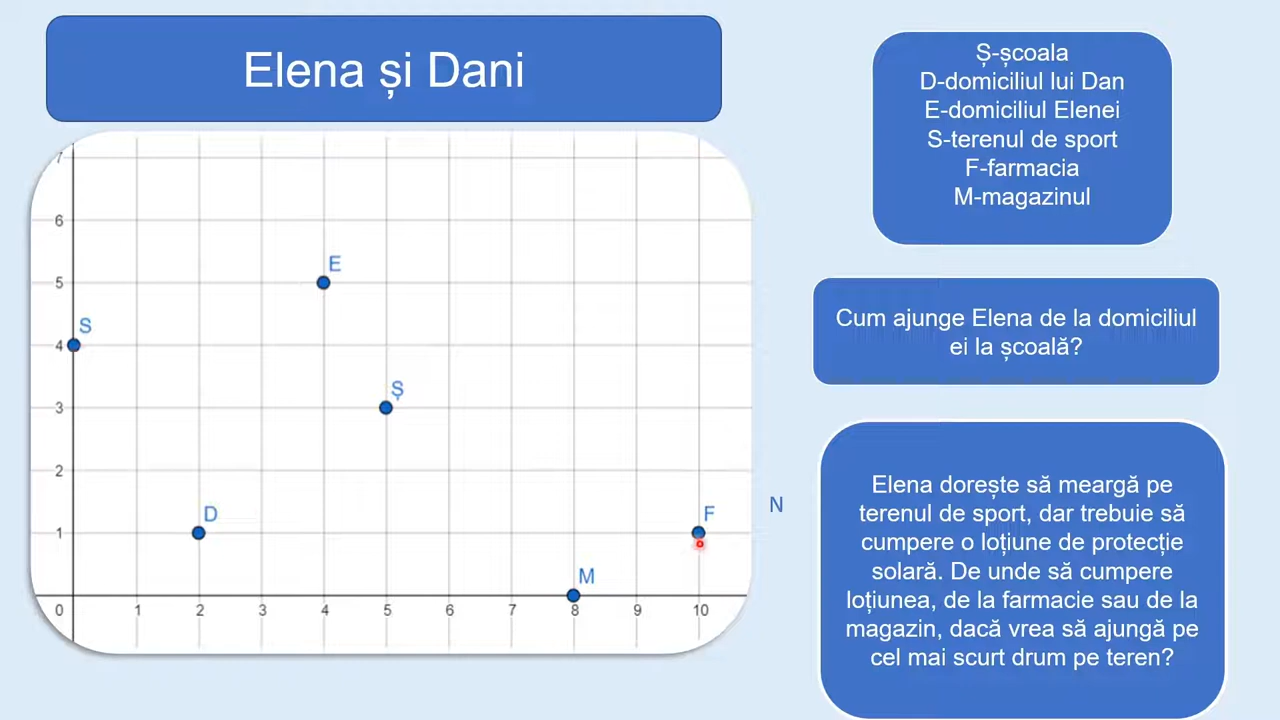 Elena și Dani
Ș-școala
D-domiciliul lui Dan
E-domiciliul Elenei
S-terenul de sport
F-farmacia
M-magazinul
7
6
E
5
S
4
Ș
3
2
D
F
1
M
0 1 2 3 4 5 6 7 8 9 10
N
Cum ajunge Elena de la domiciliul
ei la școală?
Elena dorește să meargă pe
terenul de sport, dar trebuie să
cumpere o loțiune de protecție
solară. De unde să cumpere
loțiunea, de la farmacie sau de la
magazin, dacă vrea să ajungă pe
cel mai scurt drum pe teren?